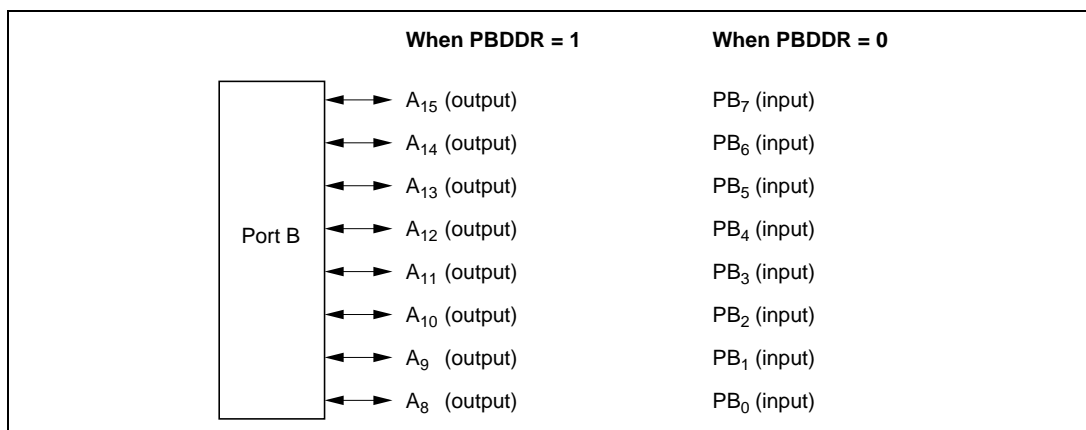 When PBDDR = 1 When PBDDR = 0
A15 (output) PB7 (input)
A14 (output) PB6 (input)
A13 (output) PB5 (input)
Port B A12 (output) PB4 (input)
A11 (output) PB3 (input)
A10 (output) PB2 (input)
A9 (output) PB1 (input)
A8 (output) PB0 (input)